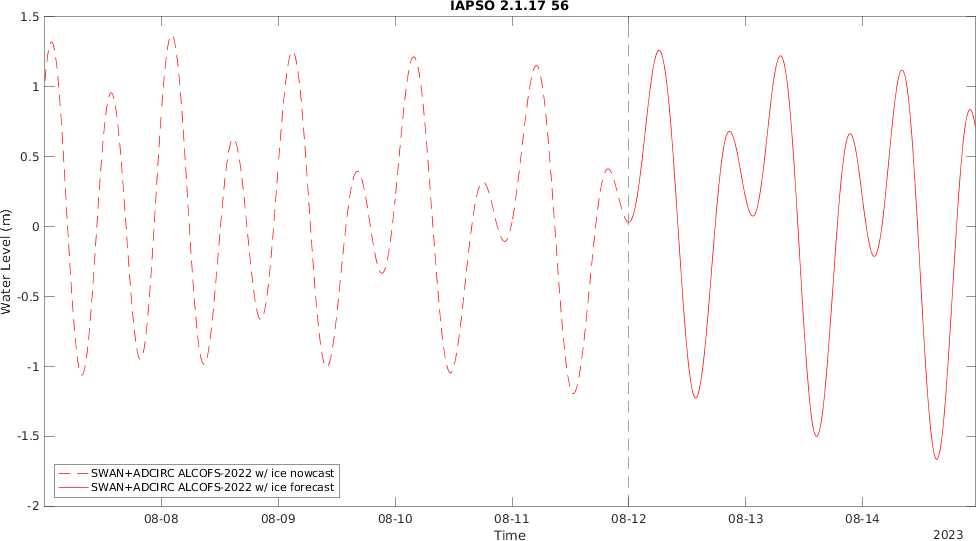 IAPSO 2.1.17 56
1.5
1
0.5
0
-0.5
-1
-1.5
-2
Water Level (m)
SWAN+ADCIRC ALCOFS-2022 w/ ice nowcast
SWAN+ADCIRC ALCOFS-2022 w/ ice forecast
08-08 08-09 08-10 08-11 08-12 08-13 08-14
Time
2023